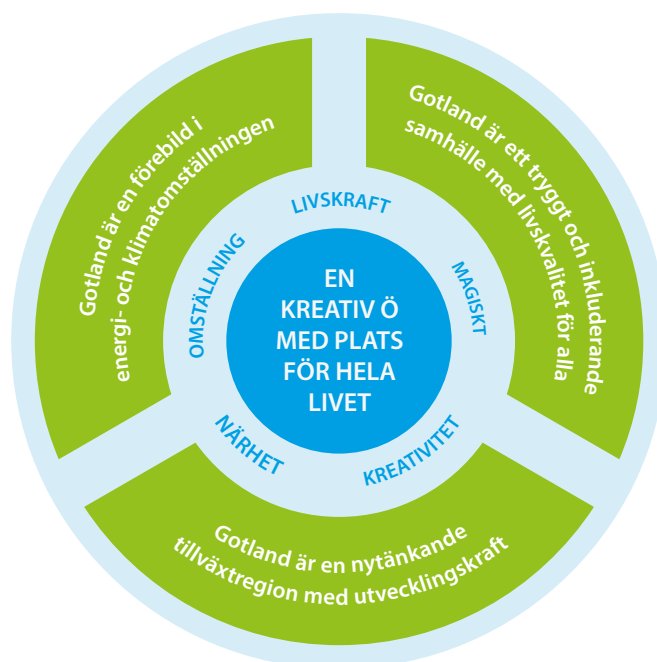 Gotland är en förebild i
energi- och klimatomställningen
Gotland är ett tryggt och inkluderande
samhälle med livskvalitet för alla
LIVSKRAFT
OMSTÄLLNING
MAGISKT
EN
KREATIV Ö
MED PLATS
FÖR HELA
LIVET
NÄRHET
KREATIVITET
Gotland är en nytänkande
tillväxtregion med utvecklingskraft